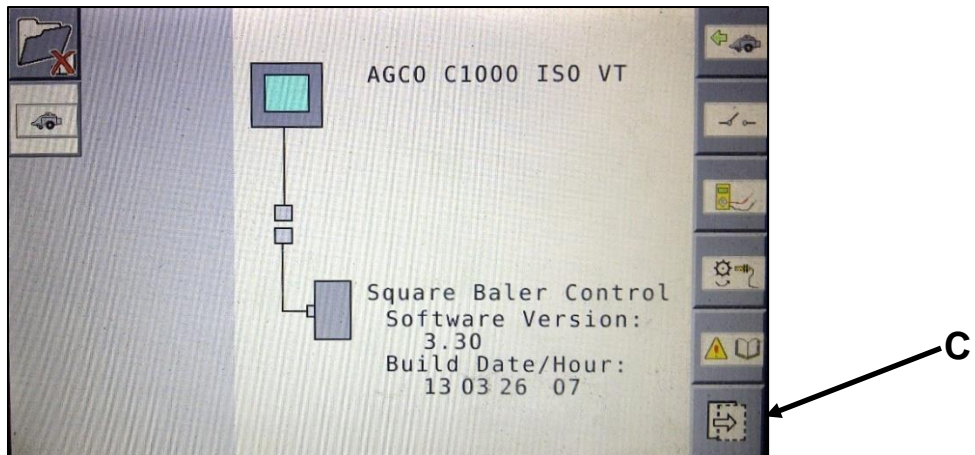 AGCO C1000 ISO VT
Square Baler Control
Software Version:
3.30
Build Date/Hour:
13 03 26 07
C